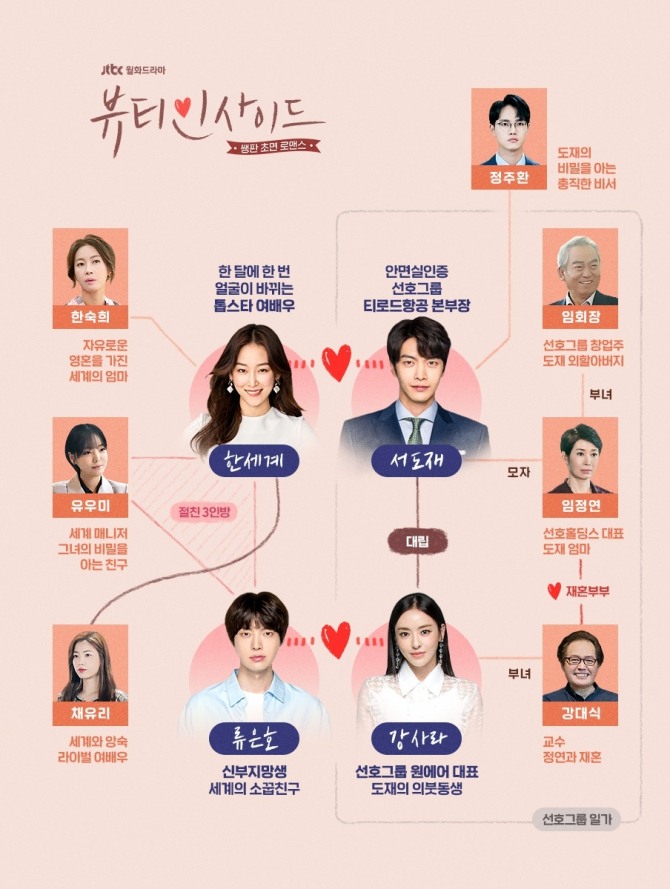 jtbc 월화드라마
뷰티인사이드
쌩판 초면 로맨스
정주환
도재의
비밀을 아는
충직한 비서
한숙희
자유로운
영혼을 가진
세계의 엄마
한 달에 한 번
얼굴이 바뀌는
톱스타 여배우
한세계
안면실인증
선호그룹
티로드항공 본부장
서도재
임회장
선호그룹 창업주
도재 외할아버지
부녀
유우미
세계 매니저
그녀의 비밀을
아는 친구
절친 3인방
대립
모자
임정연
선호홀딩스 대표
도재 엄마
재혼부부
채유리
세계와 앙숙
라이벌 여배우
류은호
신부지망생
세계의 소꿉친구
강사라
선호그룹 원에어 대표
도재의 의붓동생
부녀
강대식
교수
정연과 재혼
선호그룹 일가